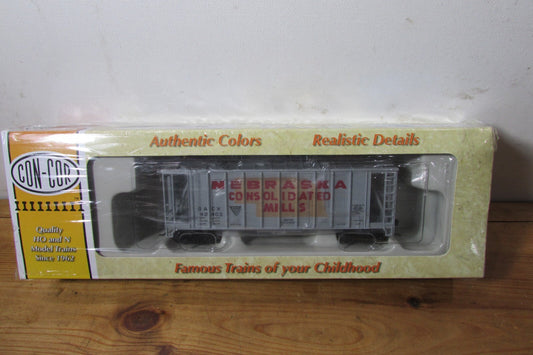 Authentic Colors
Realistic Details
CON-COR
Quality
HO and N
Model Trains
Since 1962
NEBRASKA
CONSOLIDATED
MILLS
Famous Trains of your Childhood